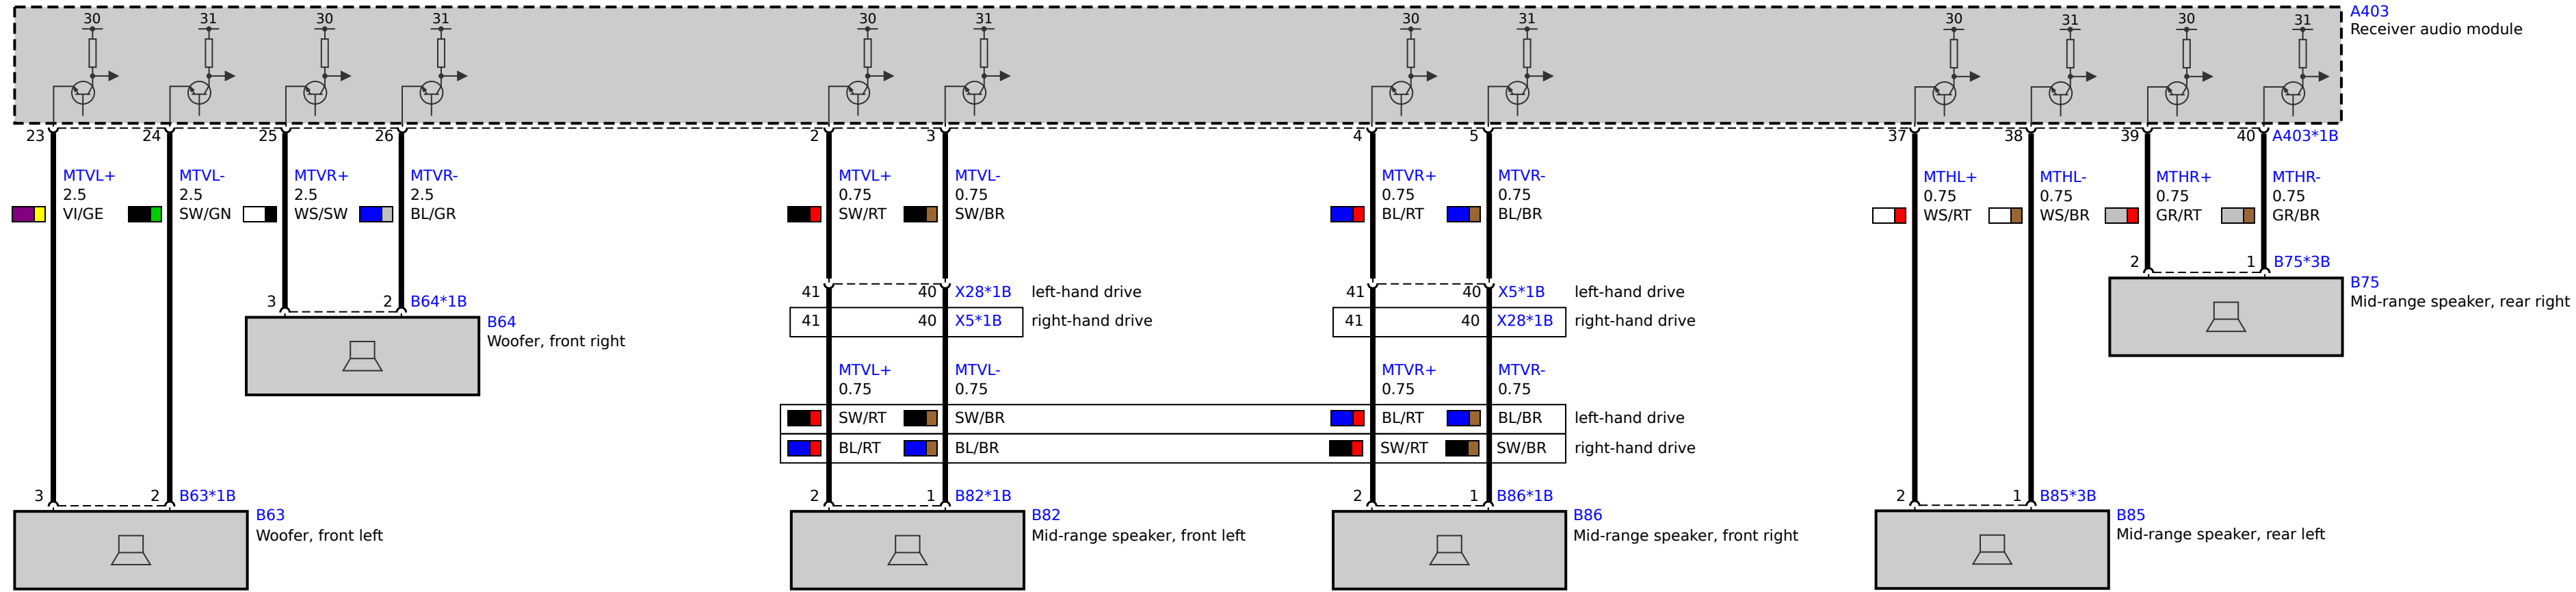 30 31 30 31 30 31 30 31 30 31 30 31
A403
Receiver audio module
23 24 25 26 2 3 4 5 37 38 39 40 A403*1B
MTVL+ MTVL- MTVR+ MTVR- MTVL+ MTVL- MTVR+ MTVR- MTHL+ MTHL- MTHR+ MTHR-
2.5 2.5 2.5 2.5 0.75 0.75 0.75 0.75 0.75 0.75 0.75 0.75
VI/GE SW/GN WS/SW BL/GR SW/RT SW/BR BL/RT BL/BR WS/RT WS/BR GR/RT GR/BR
2 1 B75*3B
B75
Mid-range speaker, rear right
41 40 X28*1B left-hand drive 41 40 X5*1B left-hand drive
3 2 B64*1B
41 40 X5*1B right-hand drive 41 40 X28*1B right-hand drive
B64
Woofer, front right
MTVL+ MTVL- MTVR+ MTVR-
0.75 0.75 0.75 0.75
SW/RT SW/BR BL/RT BL/BR left-hand drive
BL/RT BL/BR SW/RT SW/BR right-hand drive
3 2 B63*1B 2 1 B82*1B 2 1 B86*1B 2 1 B85*3B
B63 B82 B86 B85
Woofer, front left Mid-range speaker, front left Mid-range speaker, front right Mid-range speaker, rear left